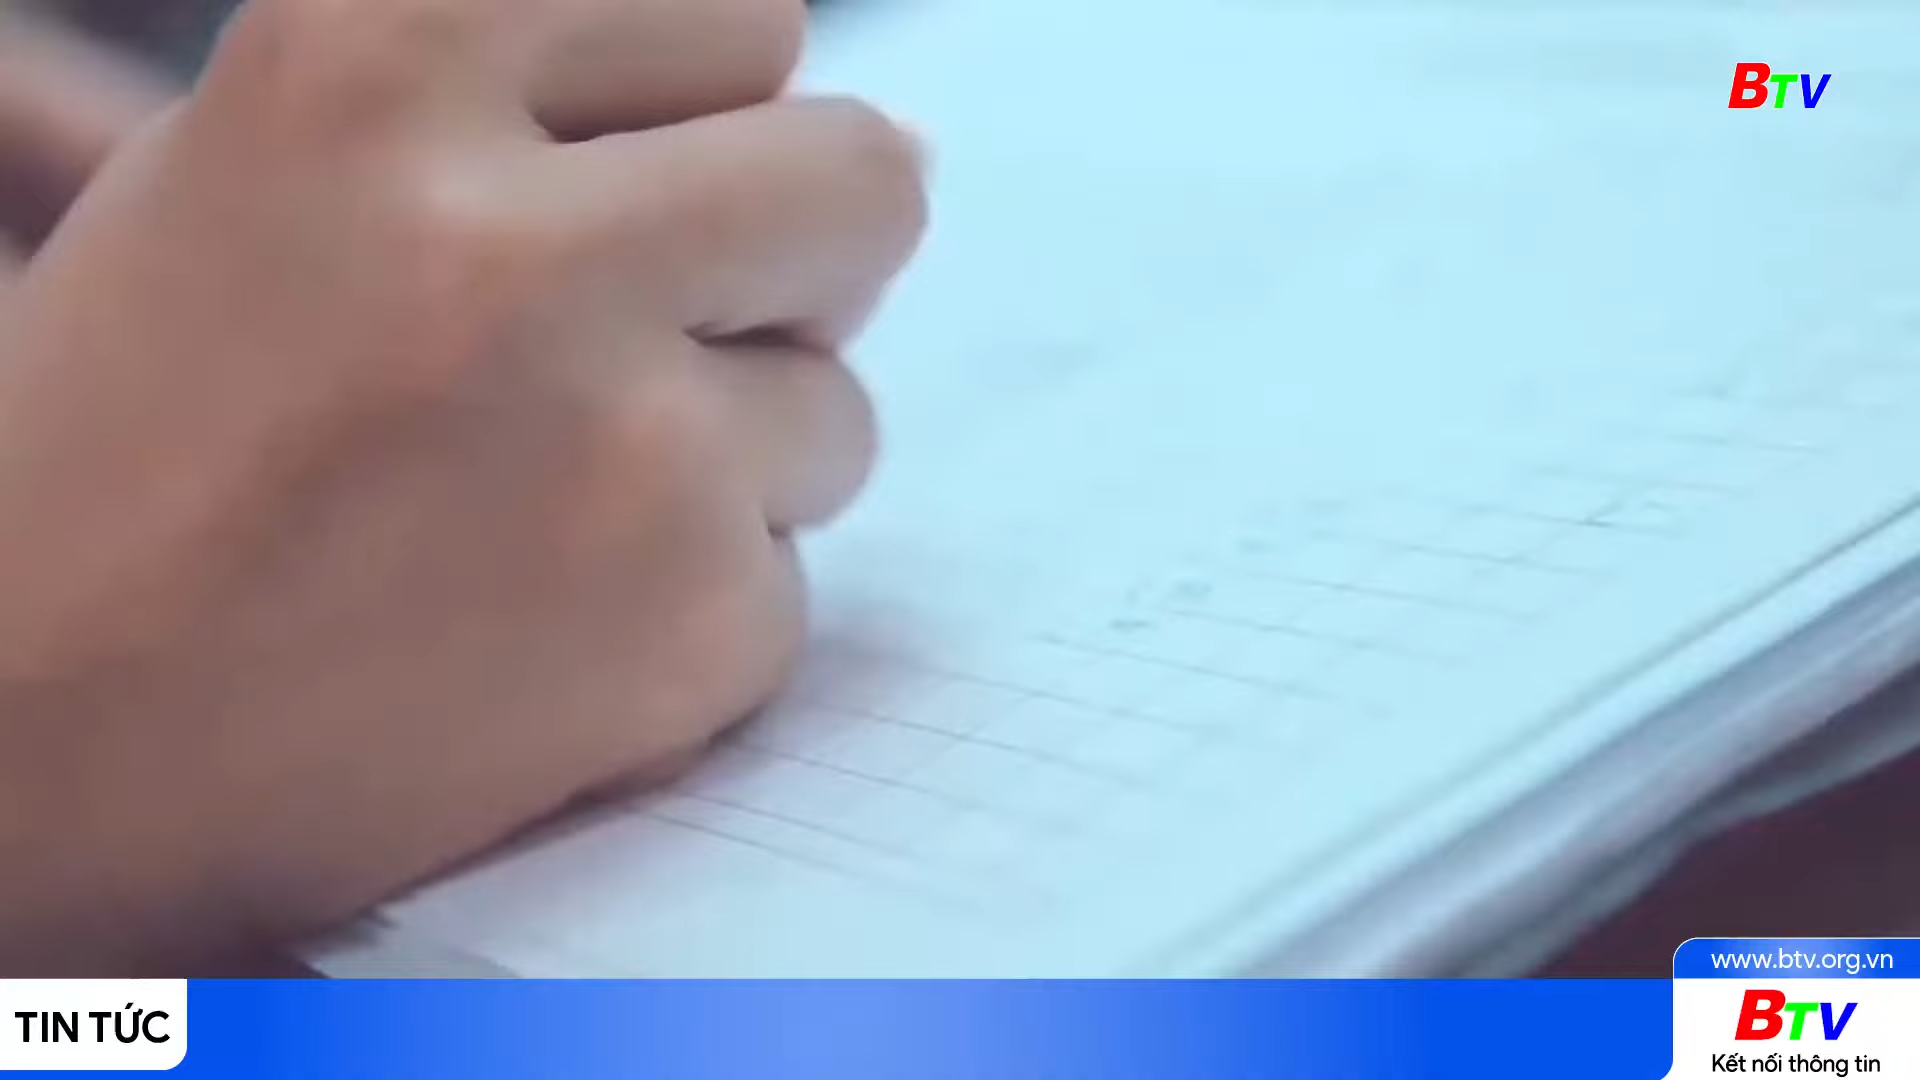 BTV
www.btv.org.vn
TIN TỨC
BTV
Kết nối thông tin